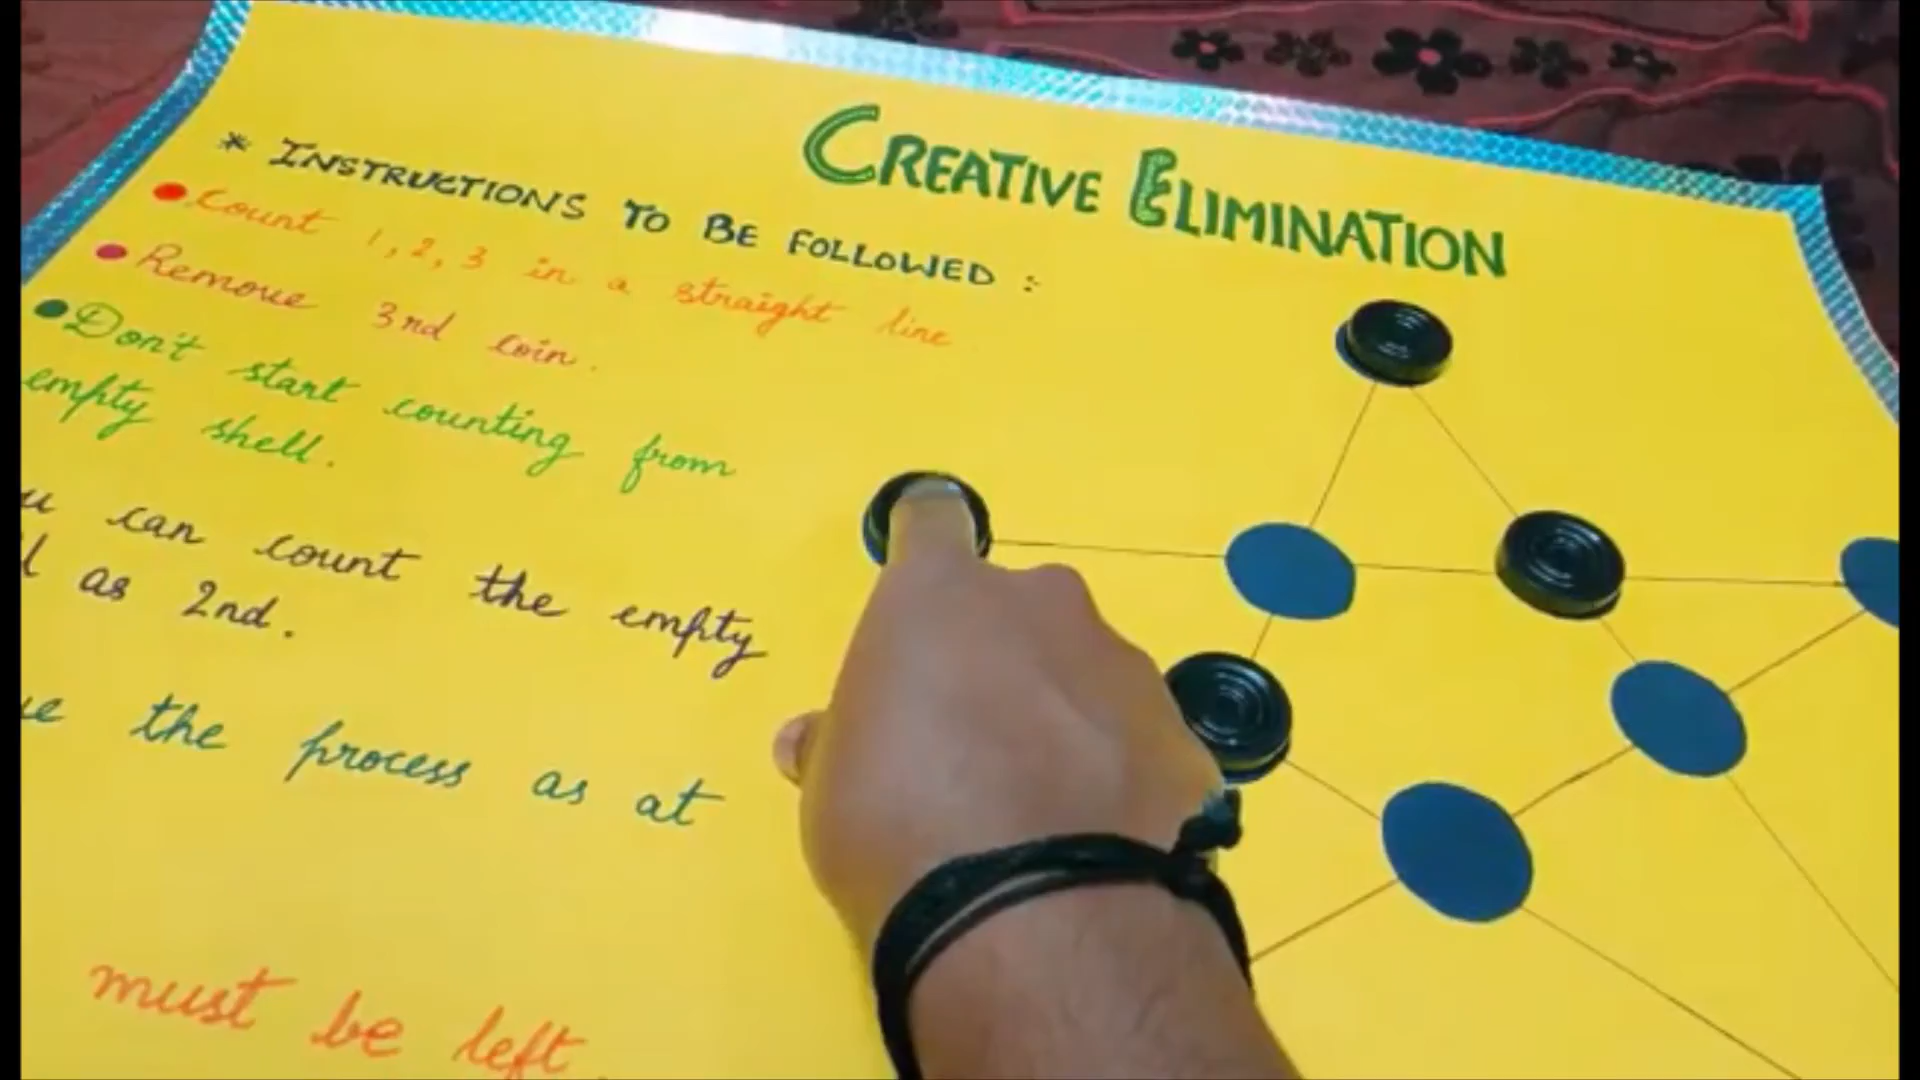 CREATIVE ELIMINATION
* INSTRUCTIONS TO BE FOLLOWED :
Count 1, 2, 3 in a straight line
Remove 3rd coin.
Don't start counting from
empty shell.
can count the empty
as 2nd.
the process as at
must be left.